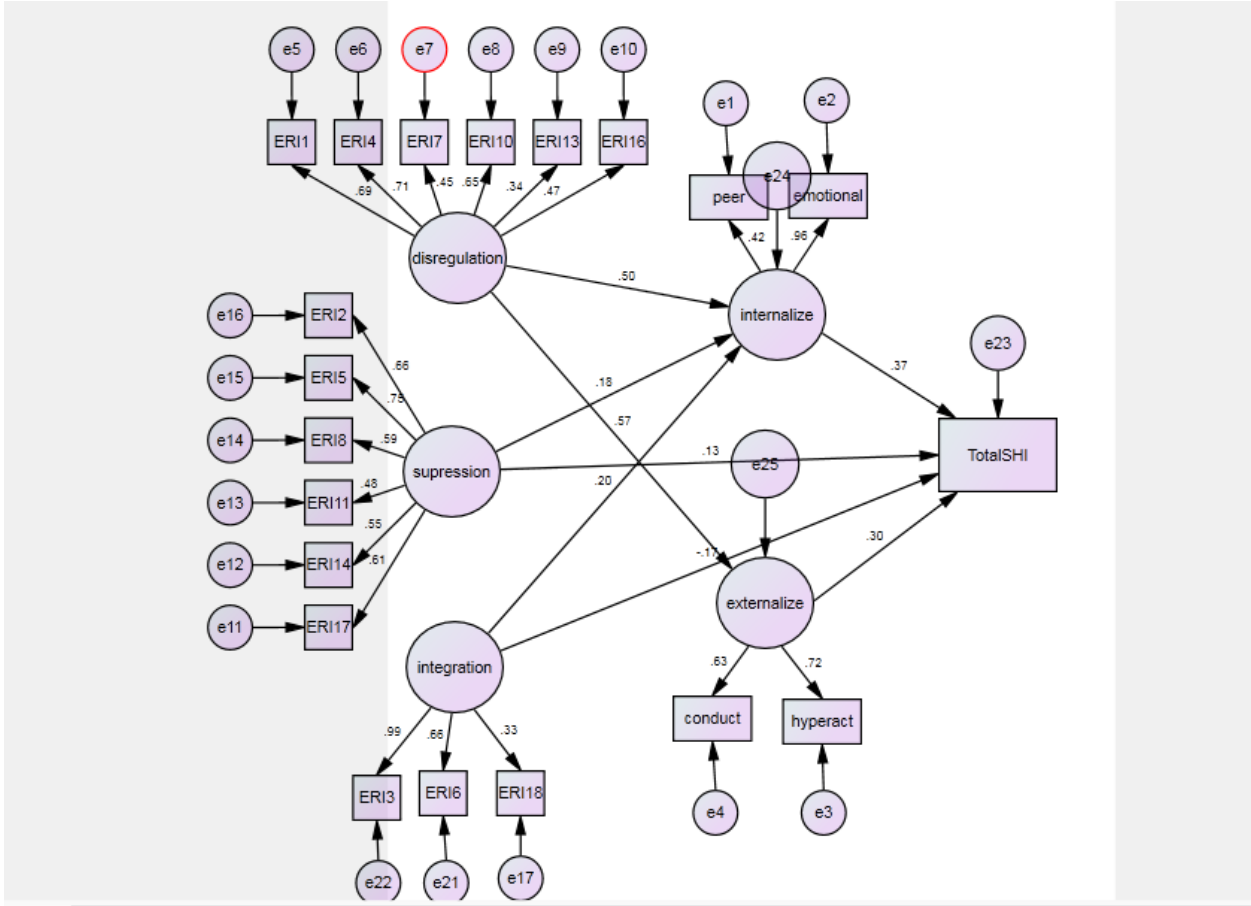 e5
e6
e7
e8
e9
e10
ERI1
ERI4
ERI7
ERI10
ERI13
ERI16
.69
.71
.45
.65
.34
.47
disregulation
e1
e2
e24
peer
emotional
.42
.96
internalize
.50
e16
ERI2
e15
ERI5
e14
ERI8
e13
ERI11
e12
ERI14
e11
ERI17
.66
.75
.59
.48
.55
.61
supression
.18
.57
.13
.20
-.17
.37
.30
e23
TotalSHI
e25
externalize
.63
.72
conduct
hyperact
e4
e3
integration
.99
.66
.33
ERI3
ERI6
ERI18
e22
e21
e17